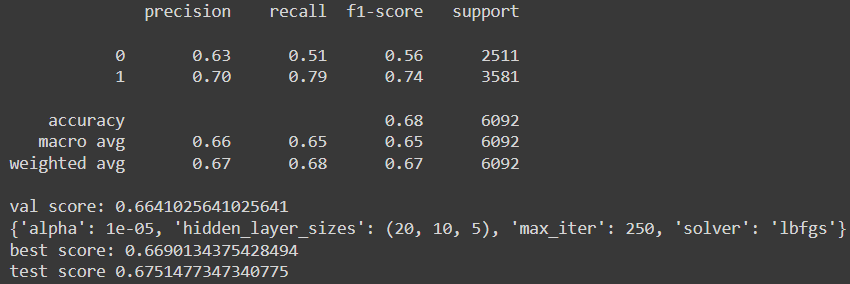 precision recall f1-score support
0 0.63 0.51 0.56 2511
1 0.70 0.79 0.74 3581
accuracy 0.68 6092
macro avg 0.66 0.65 0.65 6092
weighted avg 0.67 0.68 0.67 6092
val score: 0.6641025641025641
{'alpha': 1e-05, 'hidden_layer_sizes': (20, 10, 5), 'max_iter': 250, 'solver': 'lbfgs'}
best score: 0.6690134375428494
test score 0.6751477347340775